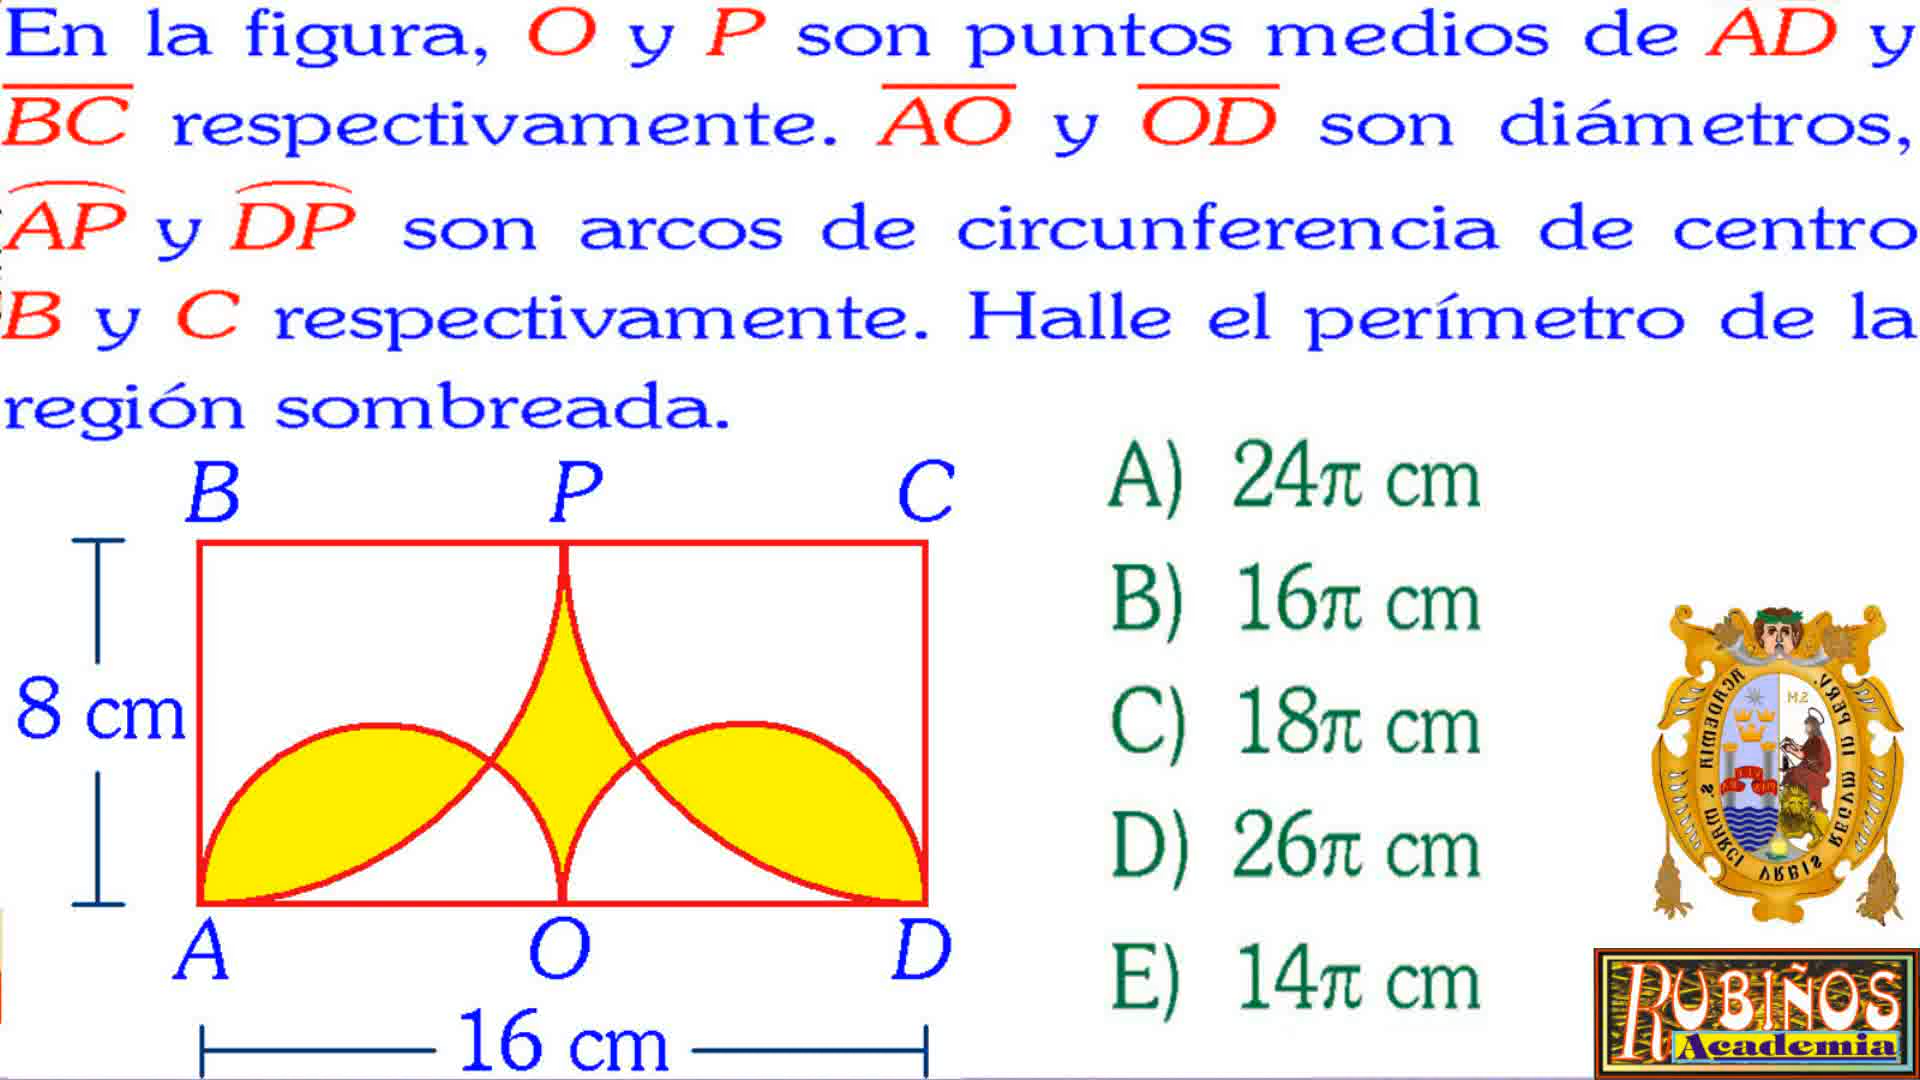 En la figura, O y P son puntos medios de AD y
BC respectivamente. AO y OD son diámetros,
AP y DP son arcos de circunferencia de centro
B y C respectivamente. Halle el perímetro de la
región sombreada.
B P C
8 cm
A O D
16 cm
A) 24π cm
B) 16π cm
C) 18π cm
D) 26π cm
E) 14π cm
RUBIÑOS
Academia